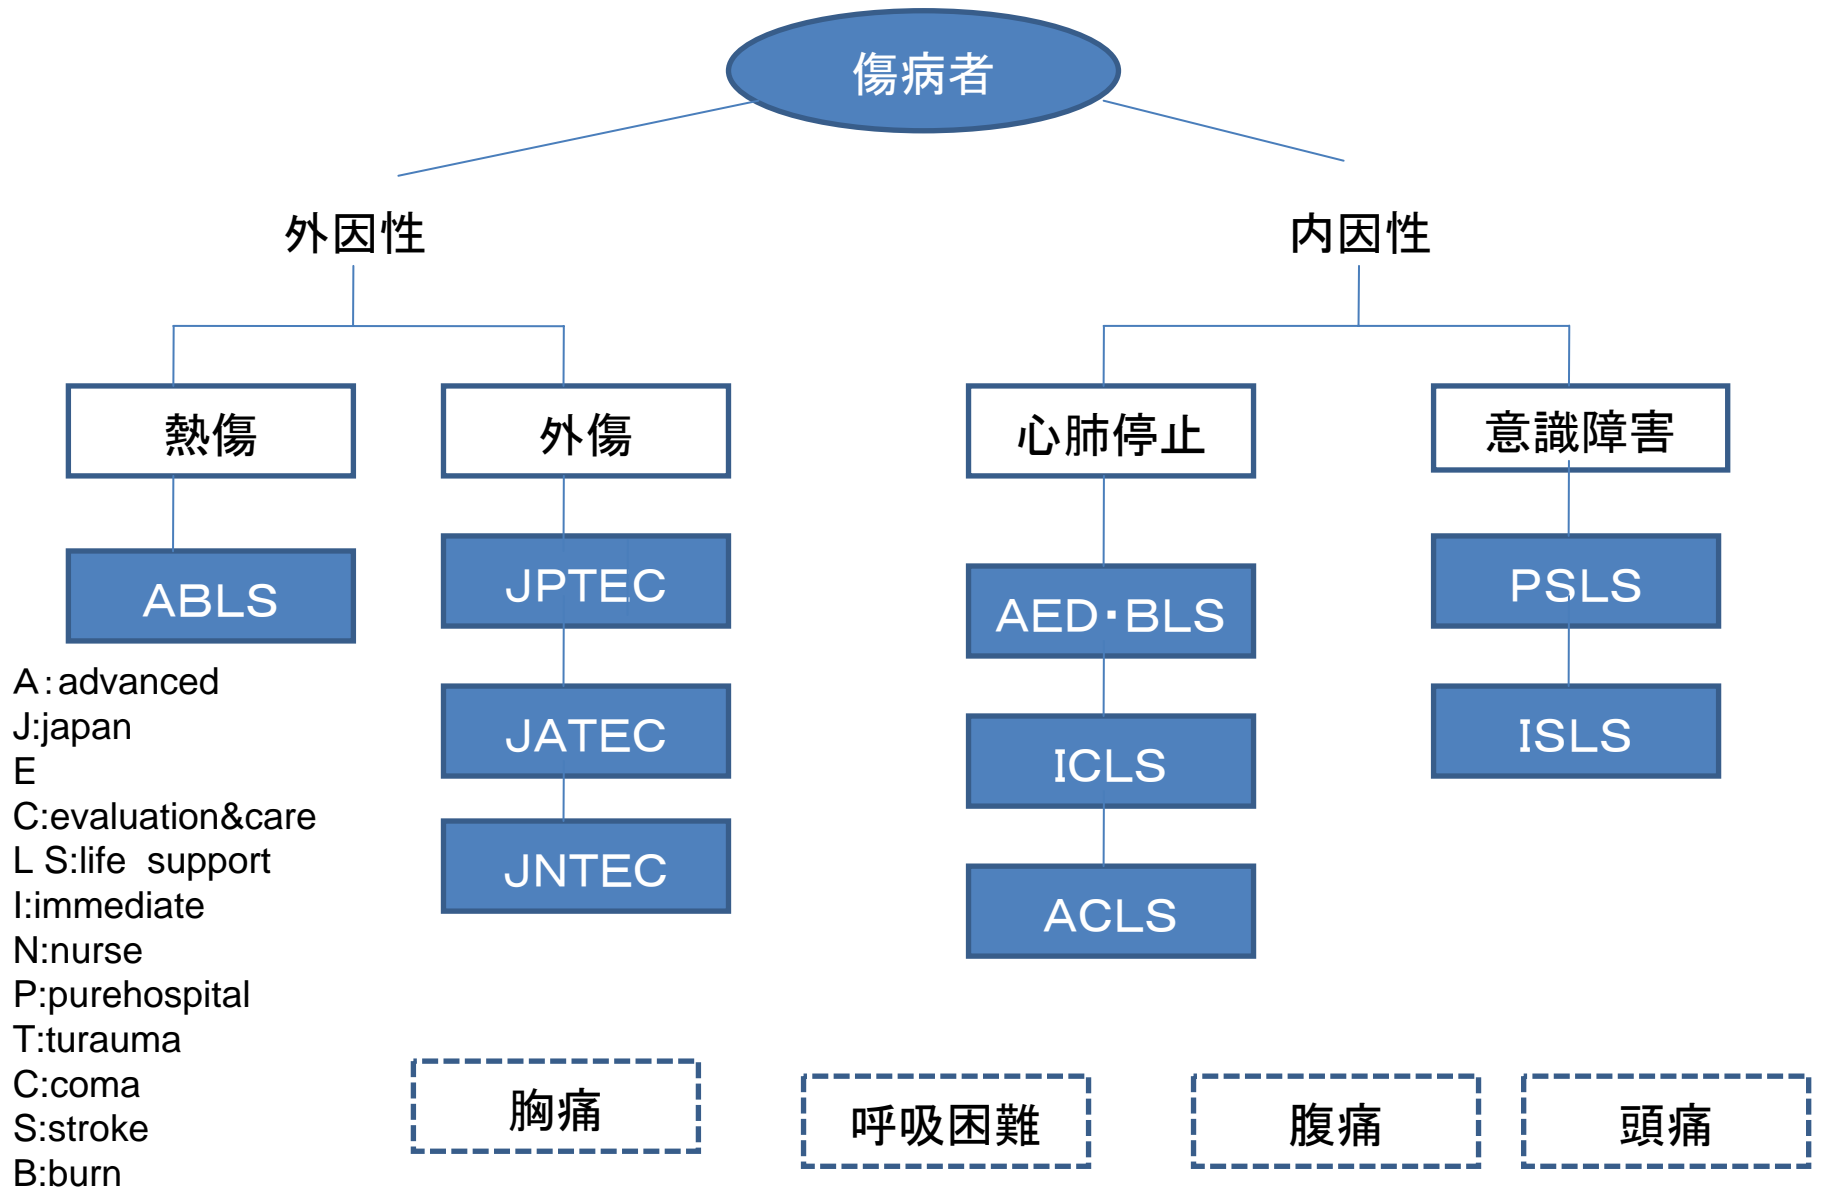 傷病者
外因性
内因性
熱傷
外傷
心肺停止
意識障害
ABLS
JPTEC
AED・BLS
PSLS
JATEC
ICLS
ISLS
JNTEC
ACLS
A:advanced
J:japan
E
C:evaluation&care
L S:life support
I:immediate
N:nurse
P:purehospital
T:turauma
C:coma
S:stroke
B:burn
胸痛
呼吸困難
腹痛
頭痛